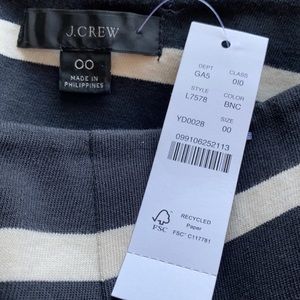 J.CREW
00
MADE IN
PHILIPPINES
DEPT CLASS
GA5 010
STYLE COLOR
L7578 BNC
SIZE
YD0028 00
099106252113
FSC
RECYCLED
Paper
FSC® C117781